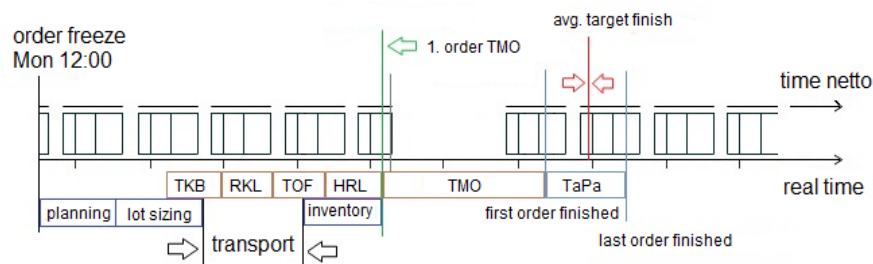 avg. target finish
order freeze
Mon 12:00
1. order TMO
time netto
TKB RKL TOF HRL TMO TaPa
real time
planning lot sizing inventory first order finished
transport
last order finished